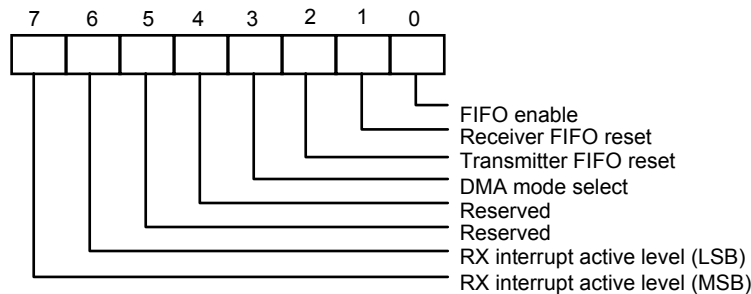 7 6 5 4 3 2 1 0
FIFO enable
Receiver FIFO reset
Transmitter FIFO reset
DMA mode select
Reserved
Reserved
RX interrupt active level (LSB)
RX interrupt active level (MSB)